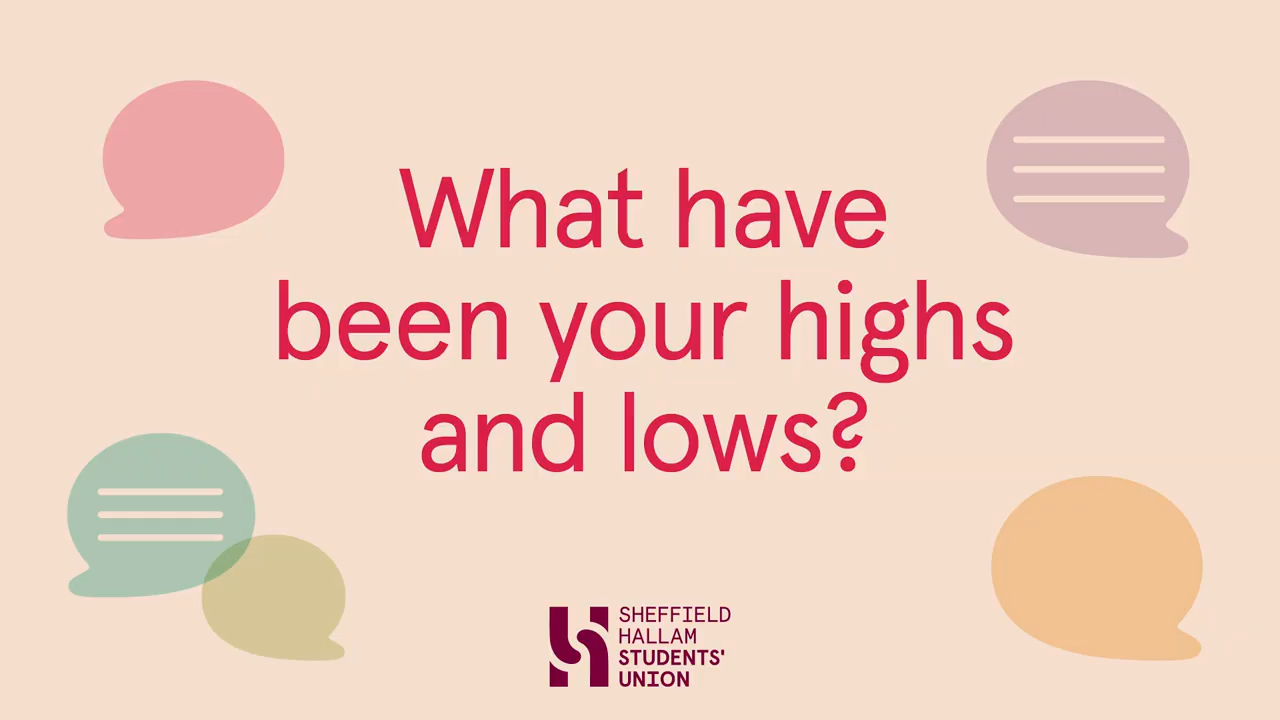 What have
been your highs
and lows?
SHEFFIELD
HALLAM
STUDENTS'
UNION